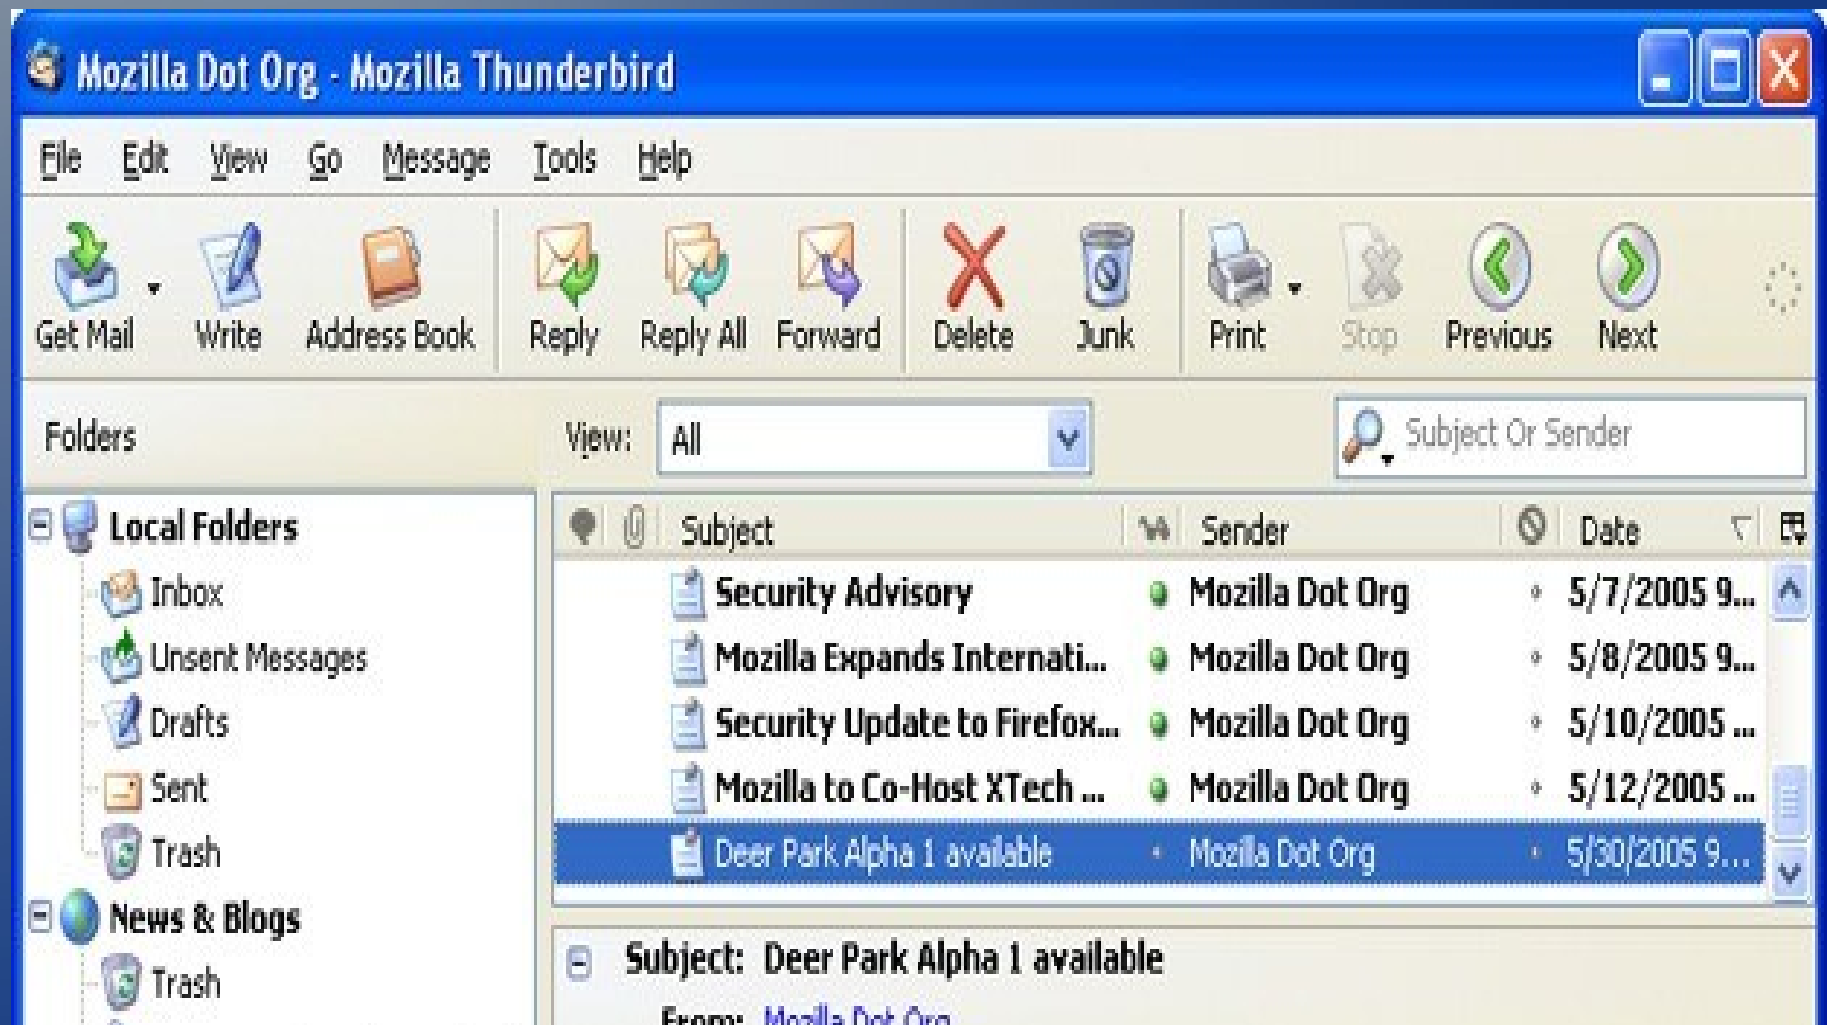 Mozilla Dot Org - Mozilla Thunderbird
File Edit View Go Message Tools Help
Get Mail Write Address Book Reply Reply All Forward Delete Junk Print Stop Previous Next
Folders View: All Subject Or Sender
Local Folders
Inbox
Unsent Messages
Drafts
Sent
Trash
News & Blogs
Trash
Subject Sender Date
Security Advisory Mozilla Dot Org 5/7/2005 9...
Mozilla Expands Internati... Mozilla Dot Org 5/8/2005 9...
Security Update to Firefox... Mozilla Dot Org 5/10/2005 ...
Mozilla to Co-Host XTech ... Mozilla Dot Org 5/12/2005 ...
Deer Park Alpha 1 available Mozilla Dot Org 5/30/2005 9...
Subject: Deer Park Alpha 1 available
From: Mozilla Dot Org